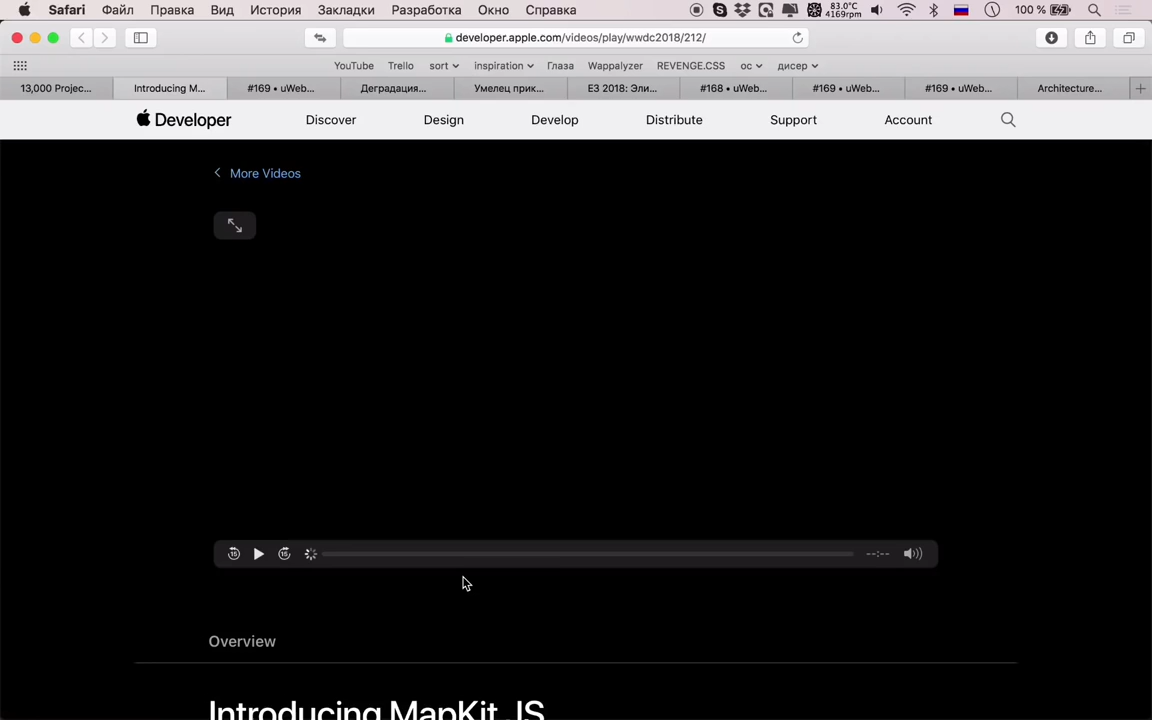 Safari Файл Правка Вид История Закладки Разработка Окно Справка 83.0°C 4169rpm 100 %
developer.apple.com/videos/play/wwdc2018/212/
YouTube Trello sort inspiration Глаза Wappalyzer REVENGE.CSS ос дисер
13,000 Projec... Introducing M... #169 • uWeb... Деградация... Умелец прик... E3 2018: Эли... #168 • uWeb... #169 • uWeb... #169 • uWeb... Architecture...
Developer Discover Design Develop Distribute Support Account
More Videos
15 15 --:--
Overview
Introducing MapKit JS